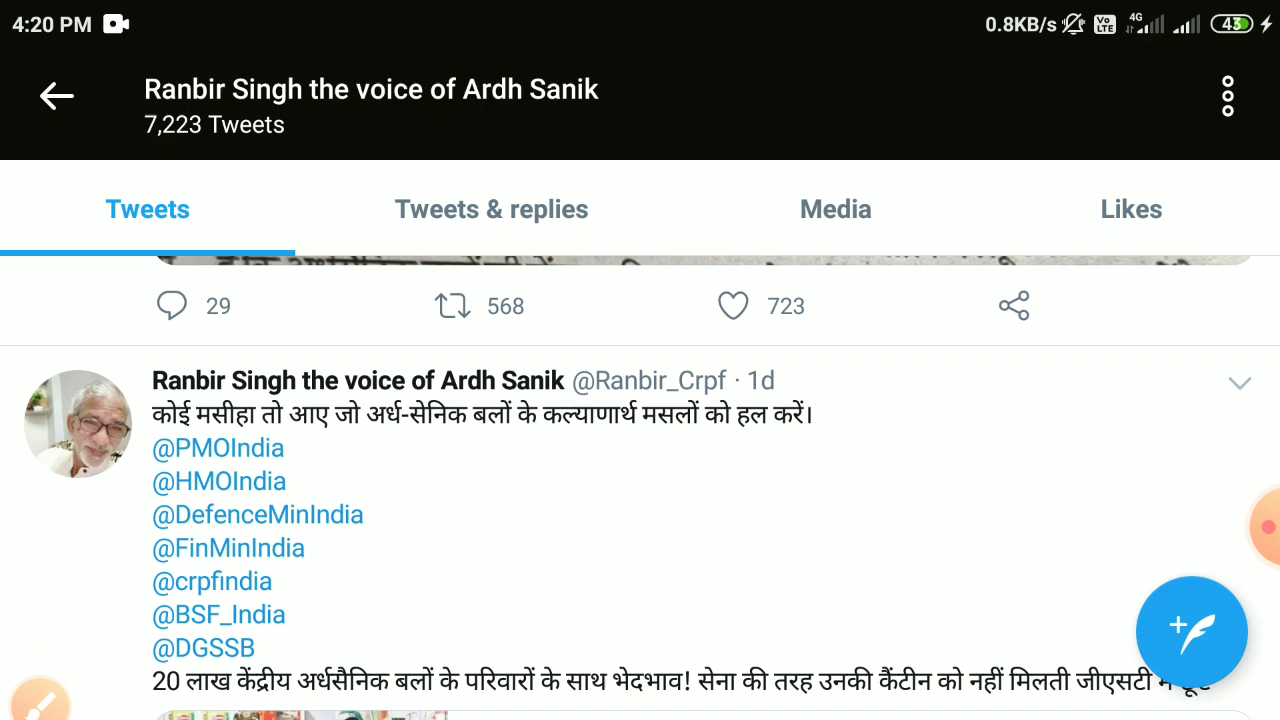 4:20 PM
0.8KB/s
Vo LTE
4G
43
Ranbir Singh the voice of Ardh Sanik
7,223 Tweets
Tweets
Tweets & replies
Media
Likes
29
568
723
Ranbir Singh the voice of Ardh Sanik @Ranbir_Crpf · 1d
कोई मसीहा तो आए जो अर्ध-सेनिक बलों के कल्याणार्थ मसलों को हल करें।
@PMOIndia
@HMOIndia
@DefenceMinIndia
@FinMinIndia
@crpfindia
@BSF_India
@DGSSB
20 लाख केंद्रीय अर्धसैनिक बलों के परिवारों के साथ भेदभाव! सेना की तरह उनकी कैंटीन को नहीं मिलती जीएसटी